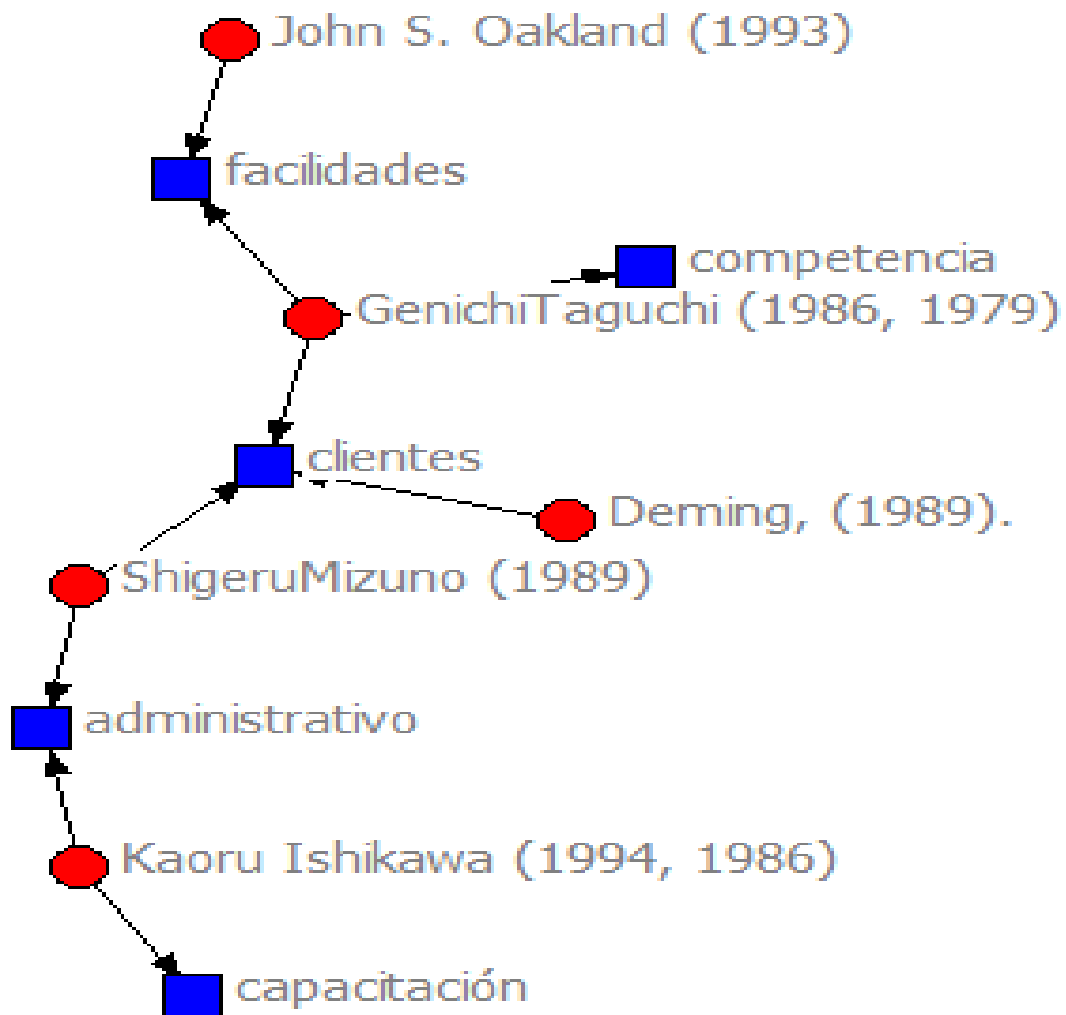 John S. Oakland (1993)
facilidades
competencia
GenichiTaguchi (1986, 1979)
clientes
Deming, (1989).
ShigeruMizuno (1989)
administrativo
Kaoru Ishikawa (1994, 1986)
capacitación